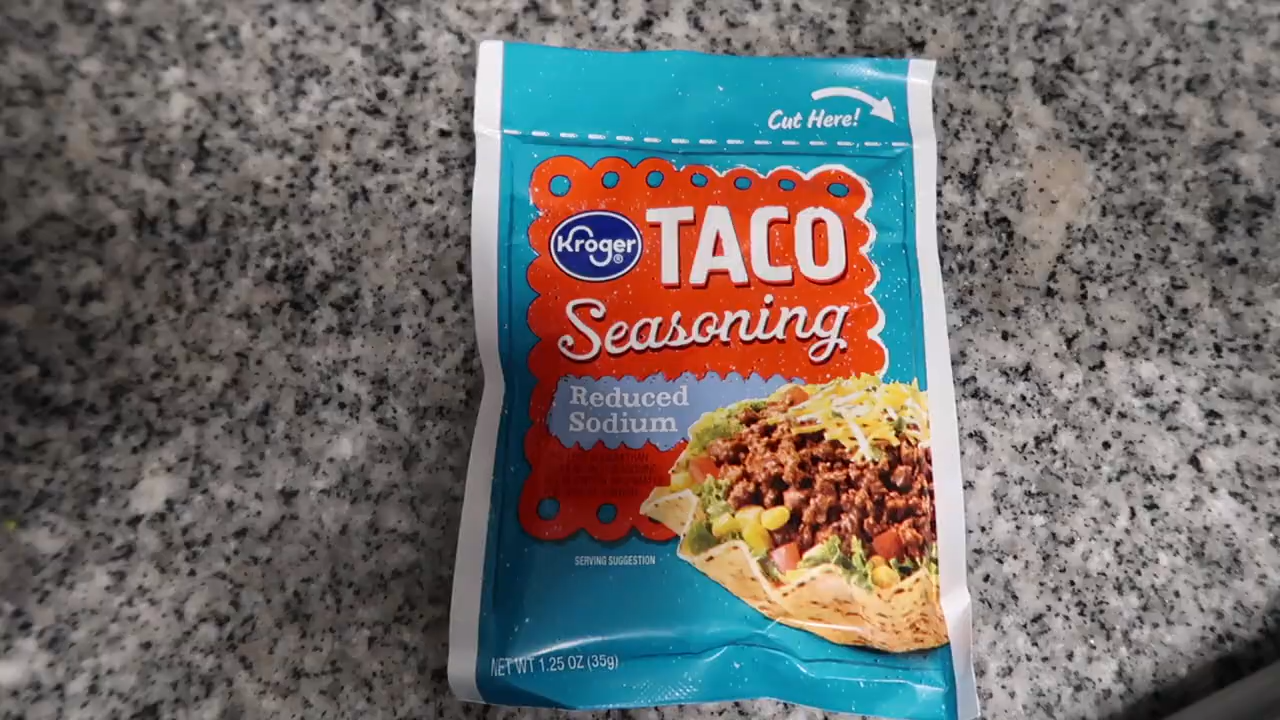 Cut Here!
Kroger®
TACO
Seasoning
Reduced
Sodium
SERVING SUGGESTION
NET WT 1.25 OZ (35g)